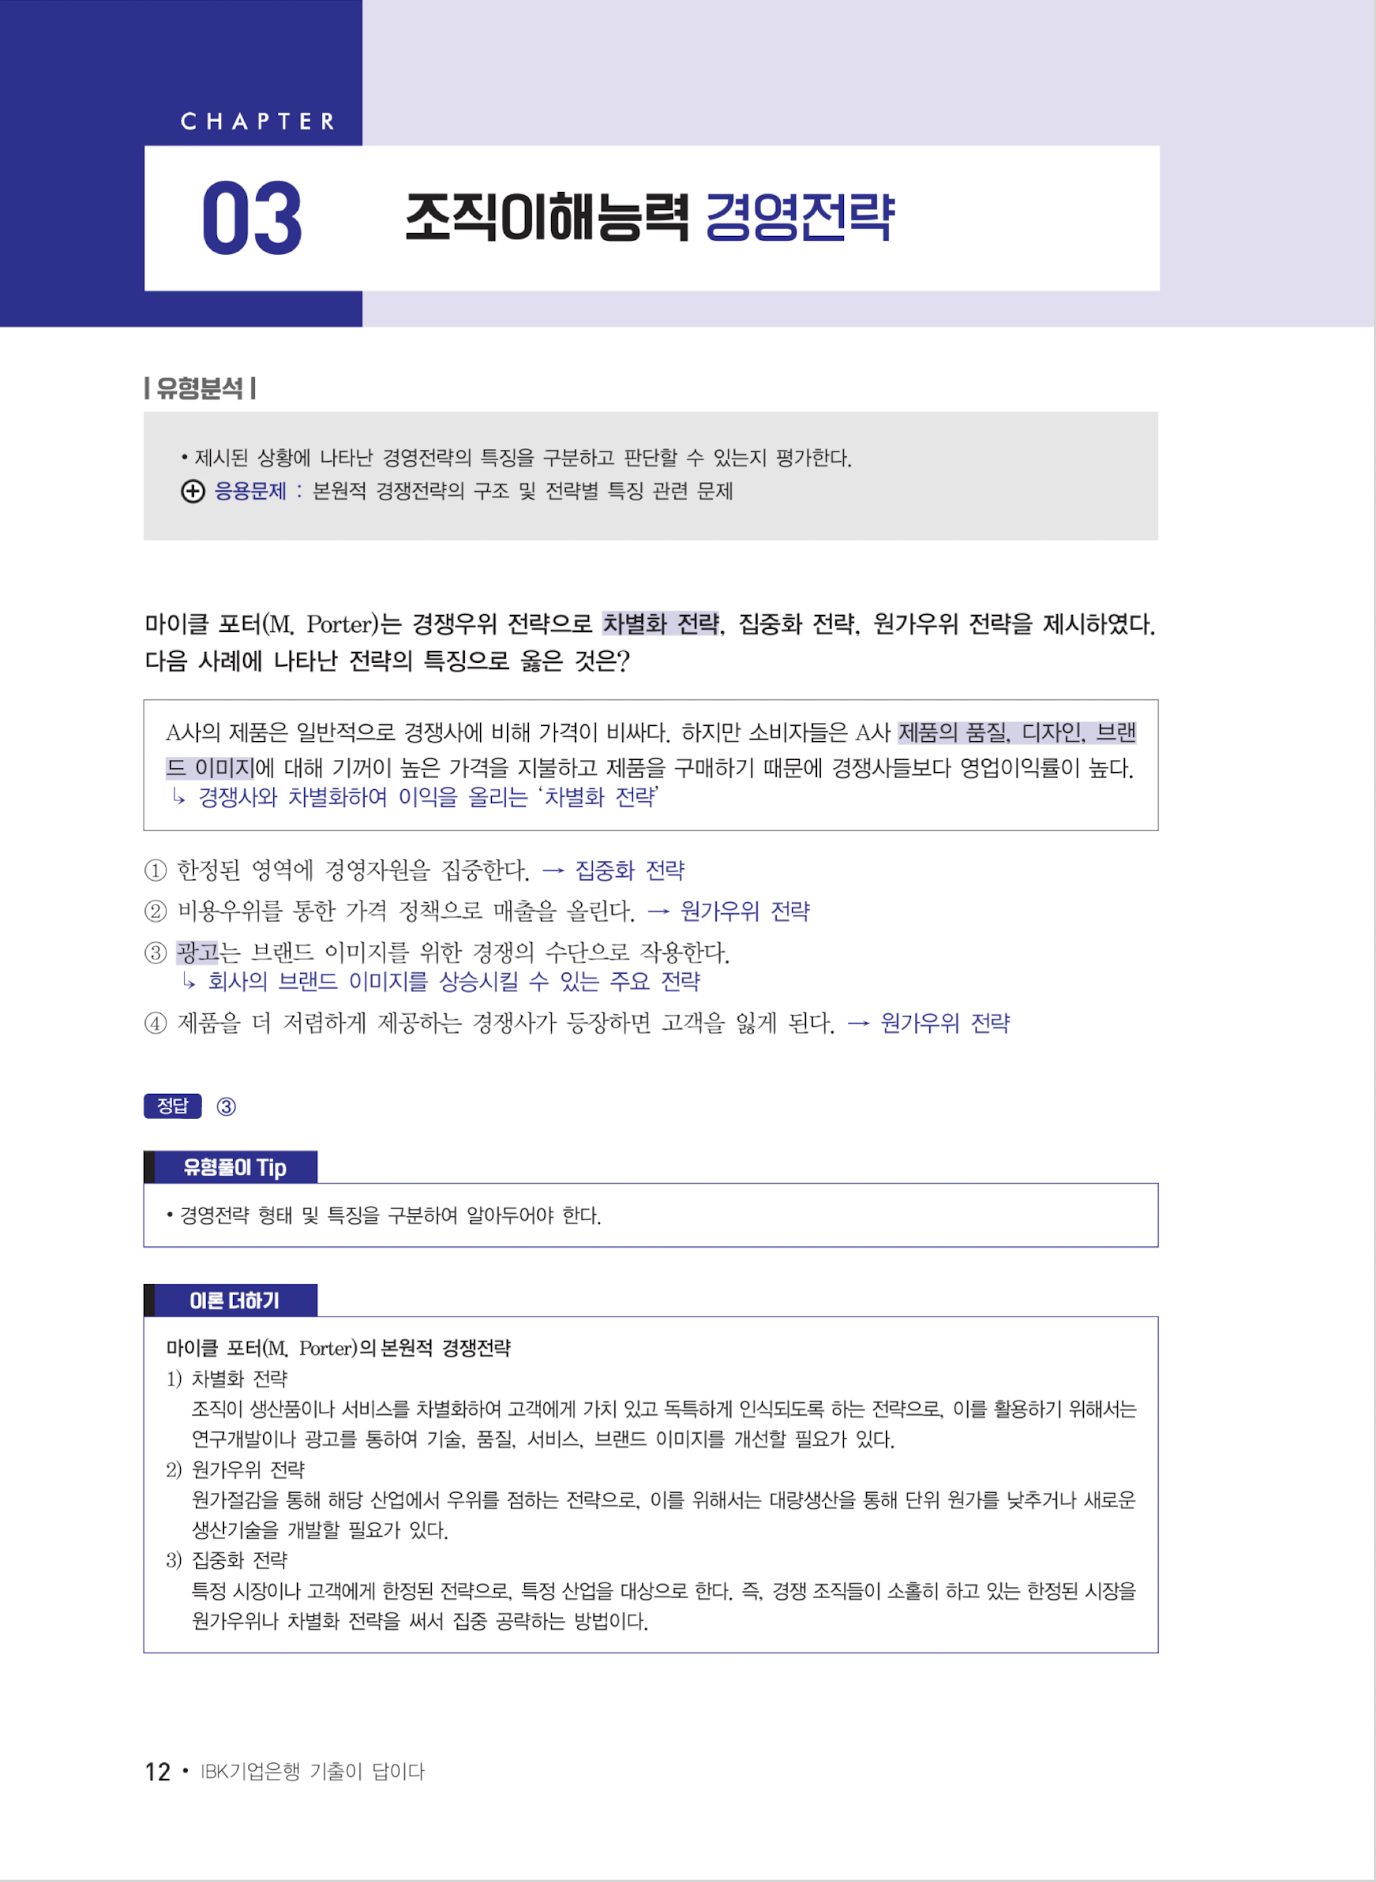 CHAPTER
03 조직이해능력 경영전략
| 유형분석 |
• 제시된 상황에 나타난 경영전략의 특징을 구분하고 판단할 수 있는지 평가한다.
⊕ 응용문제 : 본원적 경쟁전략의 구조 및 전략별 특징 관련 문제
마이클 포터(M. Porter)는 경쟁우위 전략으로 차별화 전략, 집중화 전략, 원가우위 전략을 제시하였다.
다음 사례에 나타난 전략의 특징으로 옳은 것은?
A사의 제품은 일반적으로 경쟁사에 비해 가격이 비싸다. 하지만 소비자들은 A사 제품의 품질, 디자인, 브랜
드 이미지에 대해 기꺼이 높은 가격을 지불하고 제품을 구매하기 때문에 경쟁사들보다 영업이익률이 높다.
↳ 경쟁사와 차별화하여 이익을 올리는 ‘차별화 전략’
① 한정된 영역에 경영자원을 집중한다. → 집중화 전략
② 비용우위를 통한 가격 정책으로 매출을 올린다. → 원가우위 전략
③ 광고는 브랜드 이미지를 위한 경쟁의 수단으로 작용한다.
↳ 회사의 브랜드 이미지를 상승시킬 수 있는 주요 전략
④ 제품을 더 저렴하게 제공하는 경쟁사가 등장하면 고객을 잃게 된다. → 원가우위 전략
정답 ③
유형풀이 Tip
• 경영전략 형태 및 특징을 구분하여 알아두어야 한다.
이론 더하기
마이클 포터(M. Porter)의 본원적 경쟁전략
1) 차별화 전략
조직이 생산품이나 서비스를 차별화하여 고객에게 가치 있고 독특하게 인식되도록 하는 전략으로, 이를 활용하기 위해서는
연구개발이나 광고를 통하여 기술, 품질, 서비스, 브랜드 이미지를 개선할 필요가 있다.
2) 원가우위 전략
원가절감을 통해 해당 산업에서 우위를 점하는 전략으로, 이를 위해서는 대량생산을 통해 단위 원가를 낮추거나 새로운
생산기술을 개발할 필요가 있다.
3) 집중화 전략
특정 시장이나 고객에게 한정된 전략으로, 특정 산업을 대상으로 한다. 즉, 경쟁 조직들이 소홀히 하고 있는 한정된 시장을
원가우위나 차별화 전략을 써서 집중 공략하는 방법이다.
12 • IBK기업은행 기출이 답이다